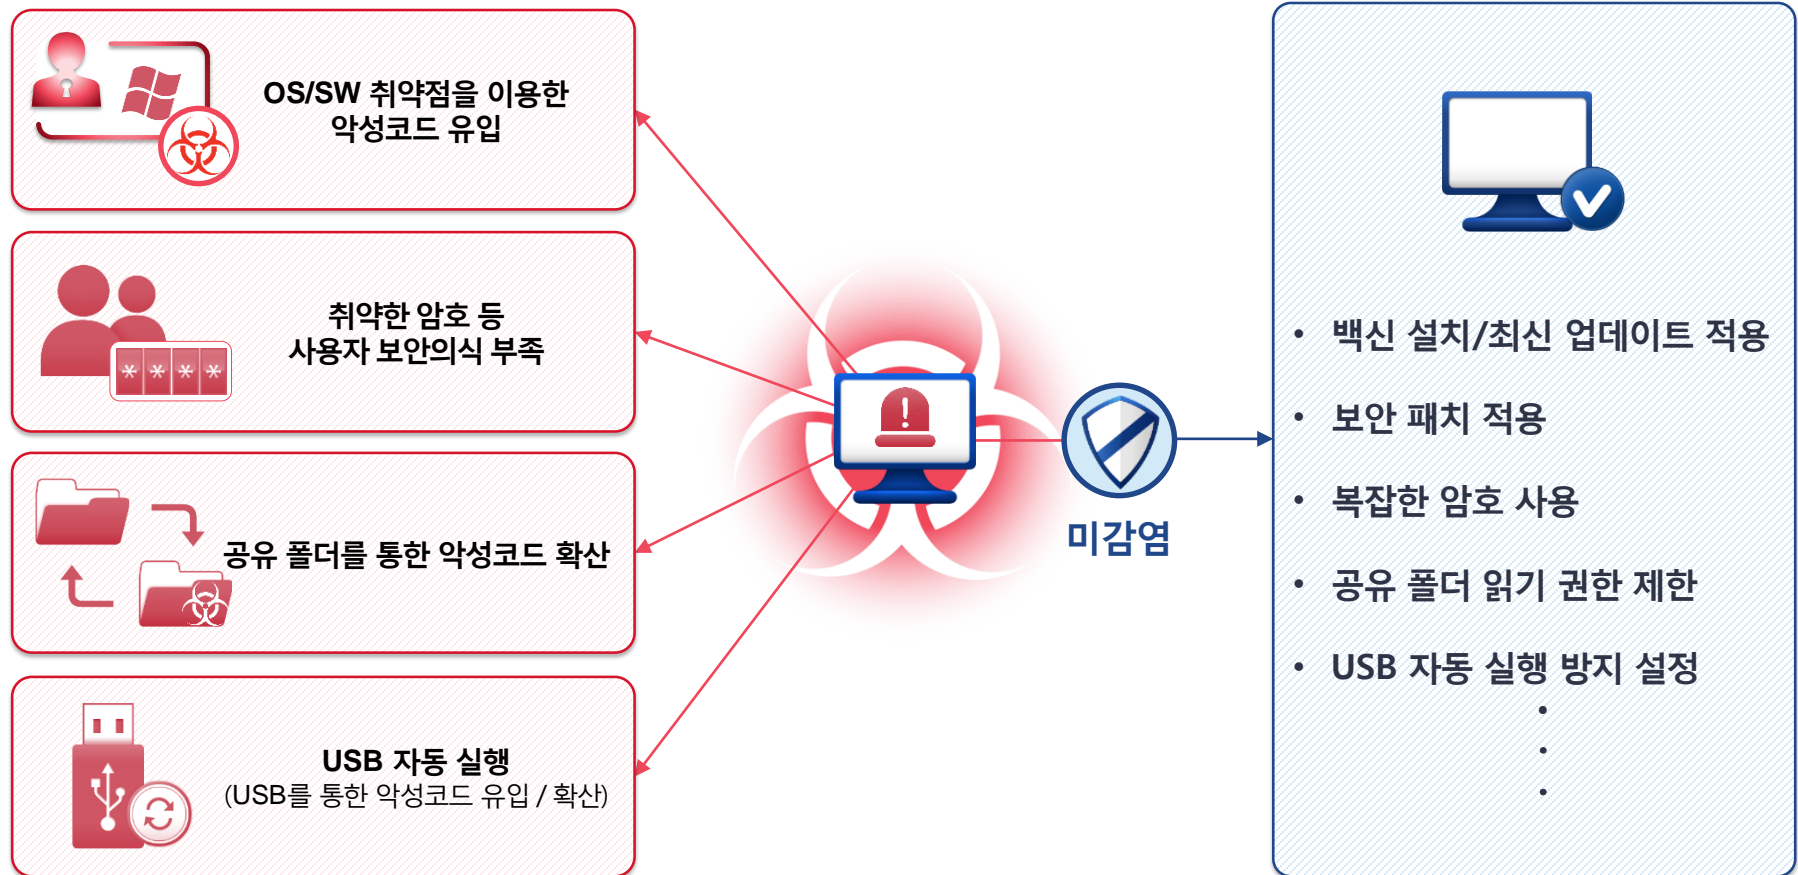 OS/SW 취약점을 이용한
악성코드 유입
취약한 암호 등
사용자 보안의식 부족
****
공유 폴더를 통한 악성코드 확산
USB 자동 실행
(USB를 통한 악성코드 유입 / 확산)
!
미감염
• 백신 설치/최신 업데이트 적용
• 보안 패치 적용
• 복잡한 암호 사용
• 공유 폴더 읽기 권한 제한
• USB 자동 실행 방지 설정
•
•
•